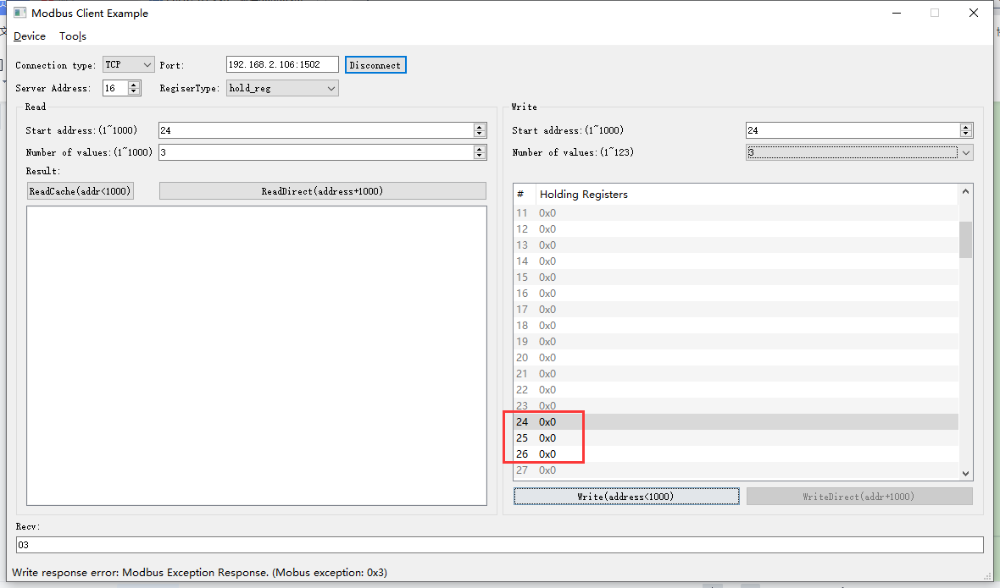 Modbus Client Example
Device Tools
Connection type: TCP Port: 192.168.2.106:1502 Disconnect
Server Address: 16 RegiserType: hold_reg
Read
Start address:(1~1000) 24
Number of values:(1~1000) 3
Result:
ReadCache(addr<1000) ReadDirect(address+1000)
Write
Start address:(1~1000) 24
Number of values:(1~123) 3
# Holding Registers
11 0x0
12 0x0
13 0x0
14 0x0
15 0x0
16 0x0
17 0x0
18 0x0
19 0x0
20 0x0
21 0x0
22 0x0
23 0x0
24 0x0
25 0x0
26 0x0
27 0x0
Write(address<1000) WriteDirect(addr+1000)
Recv:
03
Write response error: Modbus Exception Response. (Mobus exception: 0x3)